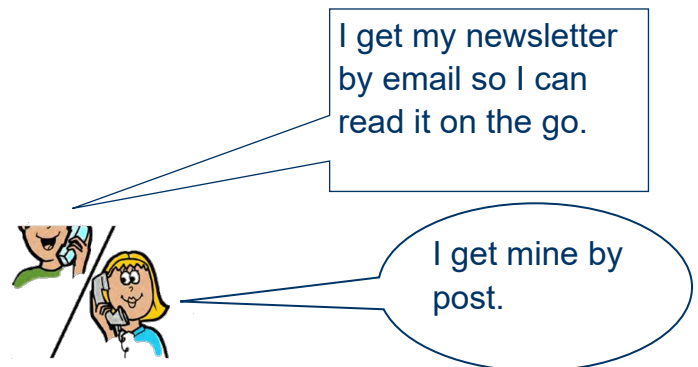 I get my newsletter
by email so I can
read it on the go.
I get mine by
post.